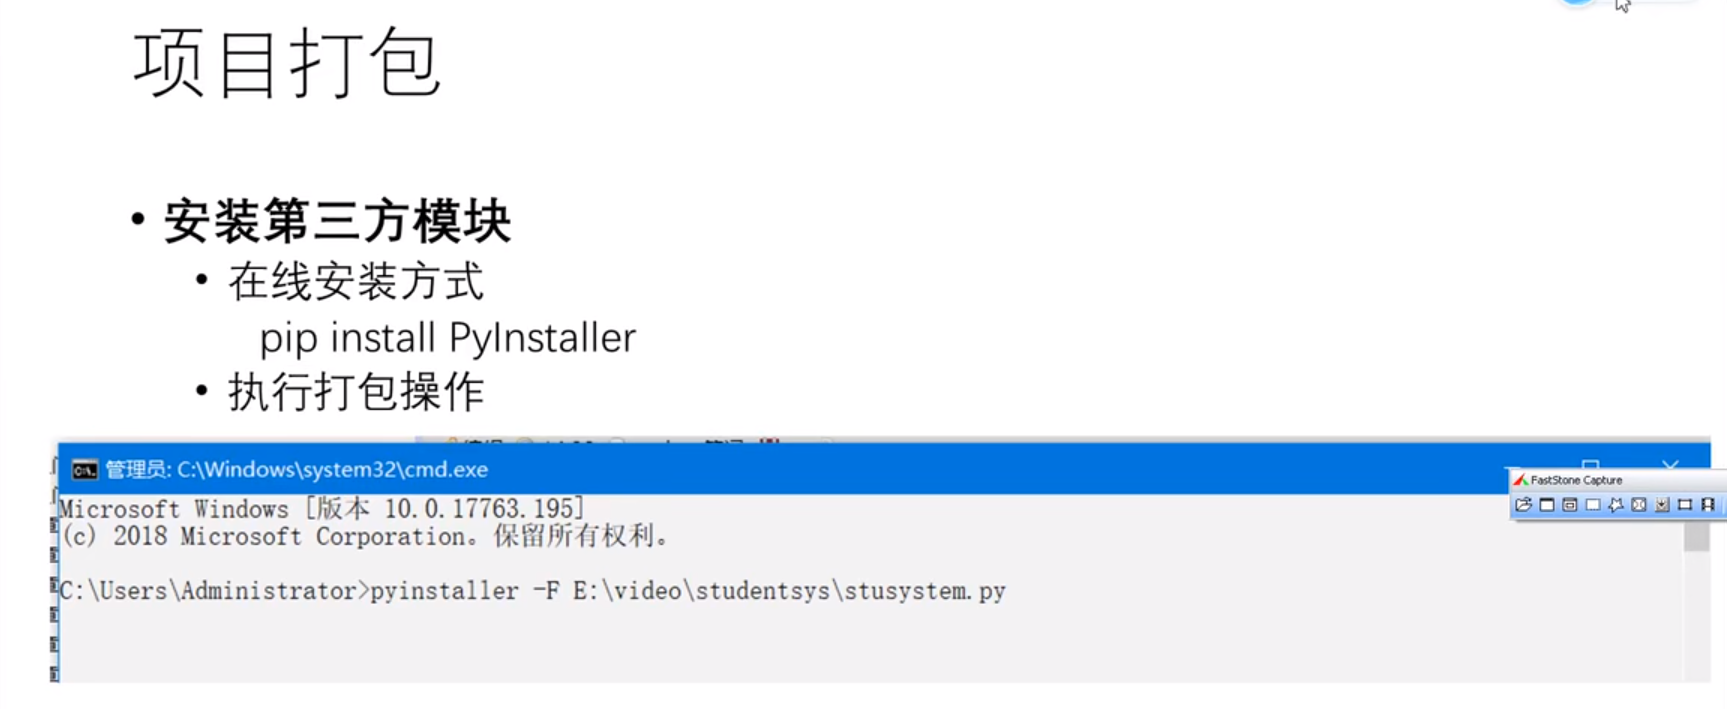 项目打包
• 安装第三方模块
• 在线安装方式
pip install PyInstaller
• 执行打包操作
管理员: C:\Windows\system32\cmd.exe
FastStone Capture
Microsoft Windows [版本 10.0.17763.195]
(c) 2018 Microsoft Corporation。保留所有权利。
C:\Users\Administrator>pyinstaller -F E:\video\studentsys\stusystem.py